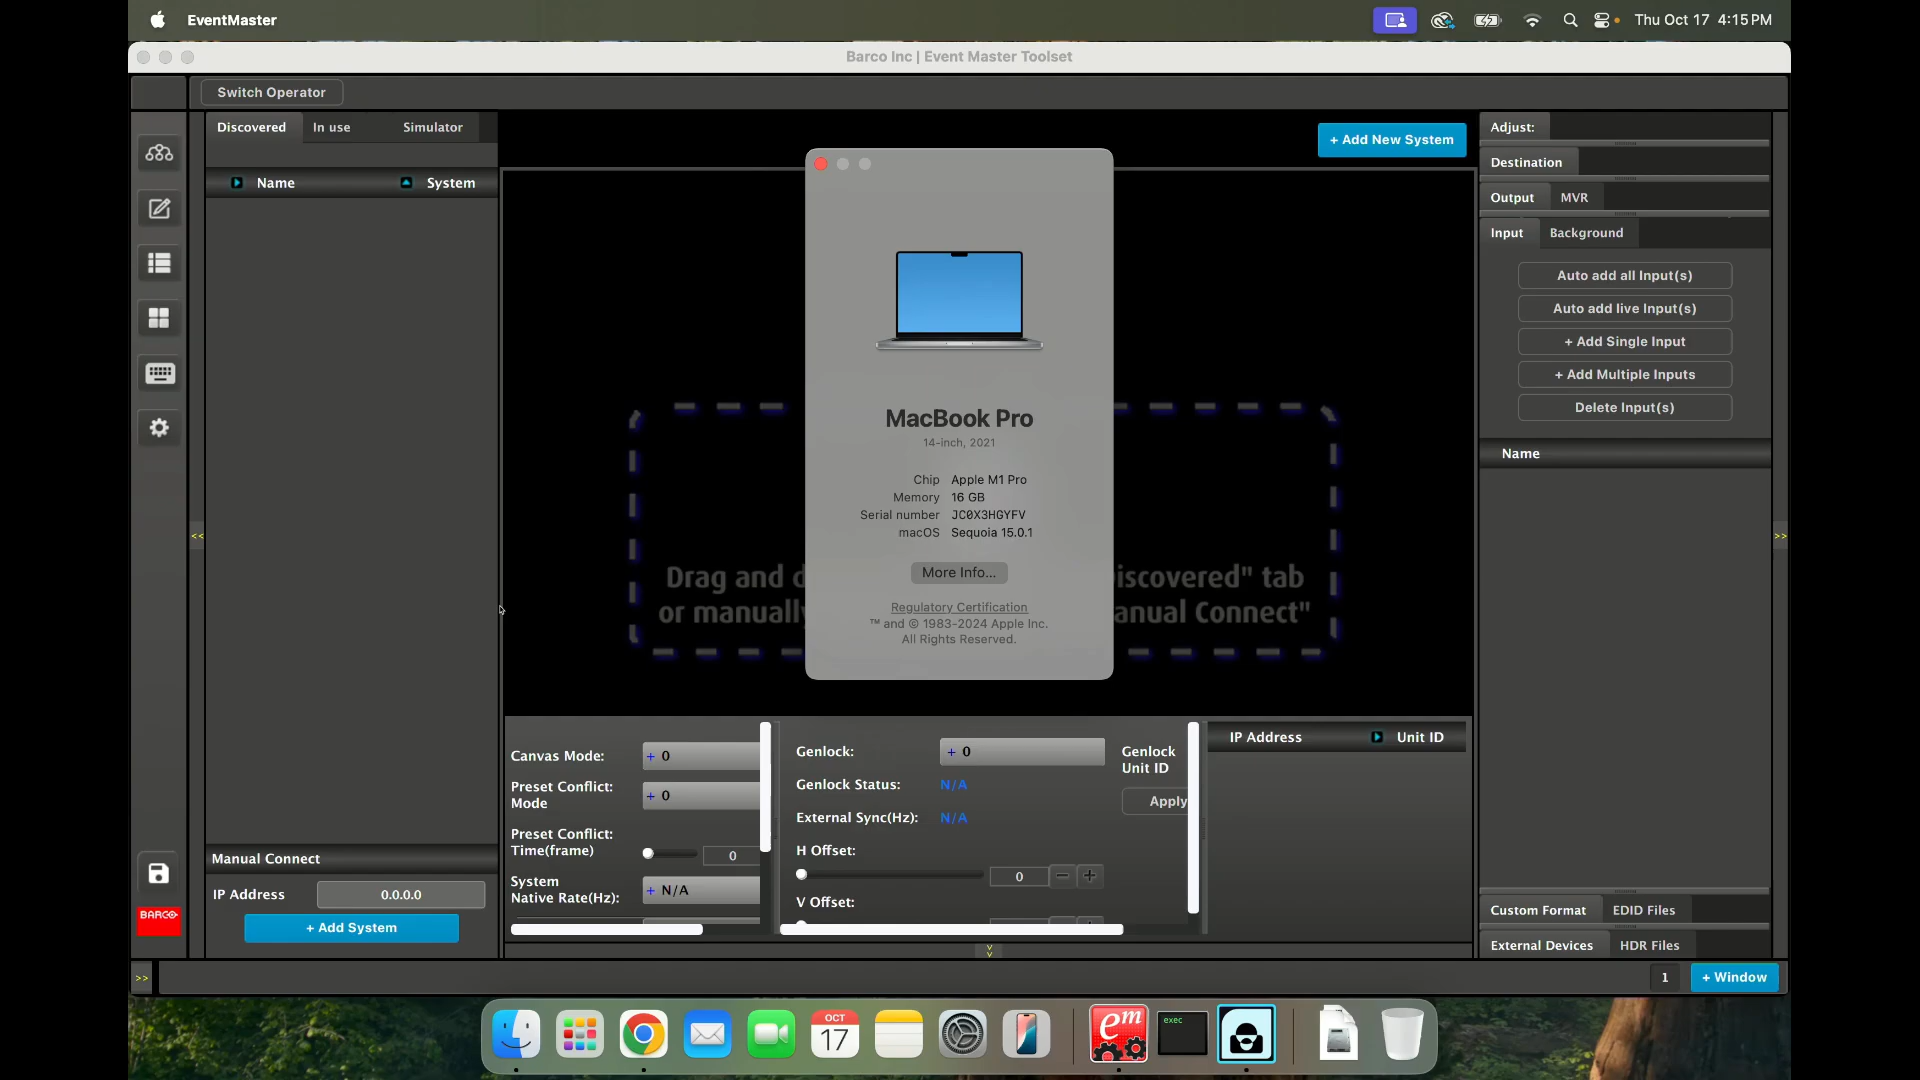 EventMaster
Thu Oct 17 4:15 PM
Barco Inc | Event Master Toolset
Switch Operator
Discovered
In use
Simulator
+ Add New System
Adjust:
Destination
Output
MVR
Input
Background
Name
System
Auto add all Input(s)
Auto add live Input(s)
+ Add Single Input
+ Add Multiple Inputs
Delete Input(s)
Name
MacBook Pro
14-inch, 2021
Chip Apple M1 Pro
Memory 16 GB
Serial number JC0X3HGYFV
macOS Sequoia 15.0.1
More Info...
Regulatory Certification
™ and © 1983-2024 Apple Inc.
All Rights Reserved.
Drag and d
iscovered" tab
or manually
anual Connect"
<<
>>
Canvas Mode:
+ 0
Preset Conflict:
Mode
+ 0
Preset Conflict:
Time(frame)
0
System
Native Rate(Hz):
+ N/A
Genlock:
+ 0
Genlock
Unit ID
Genlock Status:
N/A
Apply
External Sync(Hz):
N/A
H Offset:
0
V Offset:
IP Address
Unit ID
Manual Connect
IP Address
0.0.0.0
+ Add System
BARCO
Custom Format
EDID Files
External Devices
HDR Files
>>
1
+ Window
OCT
17
em
exec